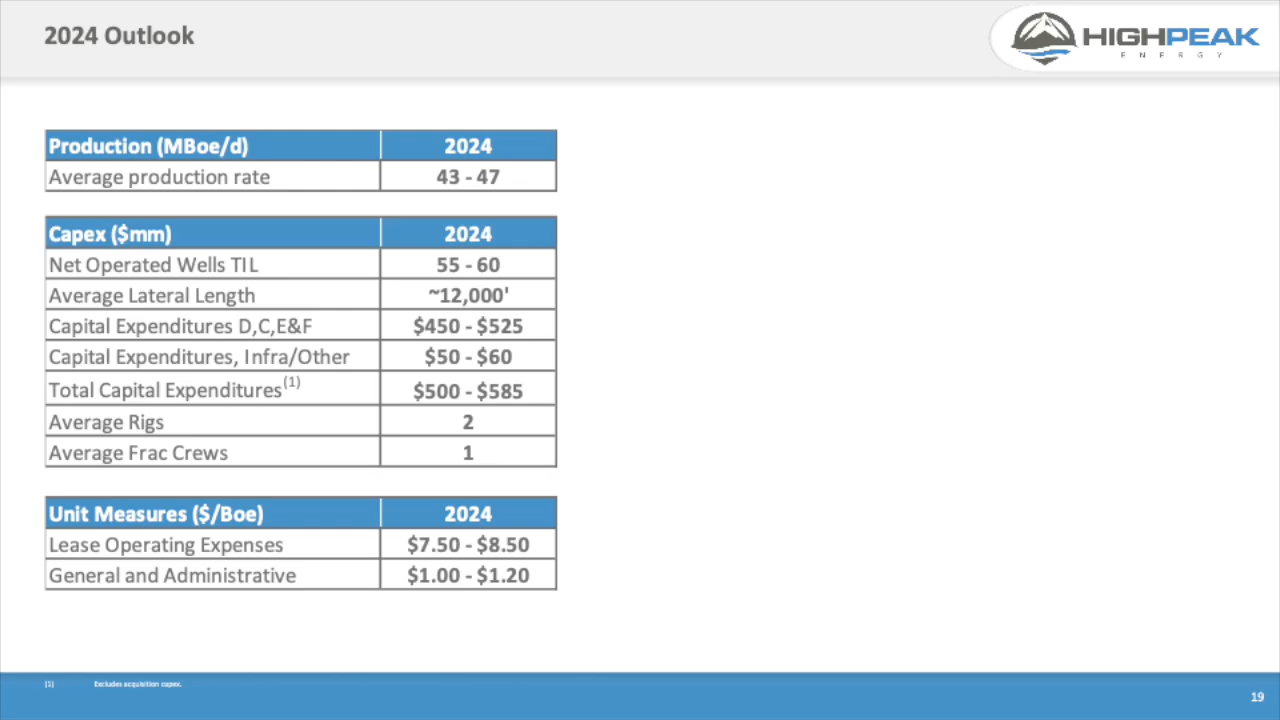 2024 Outlook
HIGHPEAK
ENERGY
Production (MBoe/d) 2024
Average production rate 43 - 47
Capex ($mm) 2024
Net Operated Wells TIL 55 - 60
Average Lateral Length ~12,000'
Capital Expenditures D,C,E&F $450 - $525
Capital Expenditures, Infra/Other $50 - $60
Total Capital Expenditures(1) $500 - $585
Average Rigs 2
Average Frac Crews 1
Unit Measures ($/Boe) 2024
Lease Operating Expenses $7.50 - $8.50
General and Administrative $1.00 - $1.20
(1) Excludes acquisition capex.
19